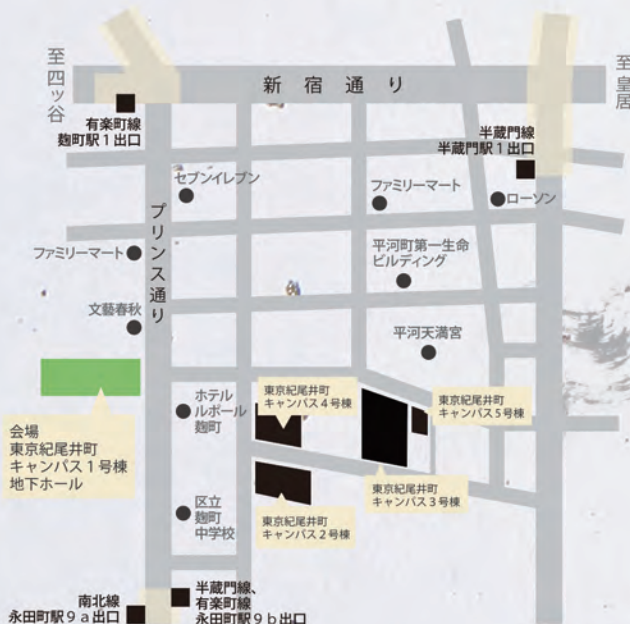 至四ッ谷
新宿通り
至皇居
有楽町線
麹町駅1出口
半蔵門線
半蔵門駅1出口
セブンイレブン
ファミリーマート
ローソン
プリンス通り
ファミリーマート
平河町第一生命
ビルディング
文藝春秋
平河天満宮
ホテル
ルポール
麹町
東京紀尾井町
キャンパス4号棟
東京紀尾井町
キャンパス5号棟
会場
東京紀尾井町
キャンパス1号棟
地下ホール
東京紀尾井町
キャンパス3号棟
区立
麹町
中学校
東京紀尾井町
キャンパス2号棟
南北線
永田町駅9a出口
半蔵門線、
有楽町線
永田町駅9b出口